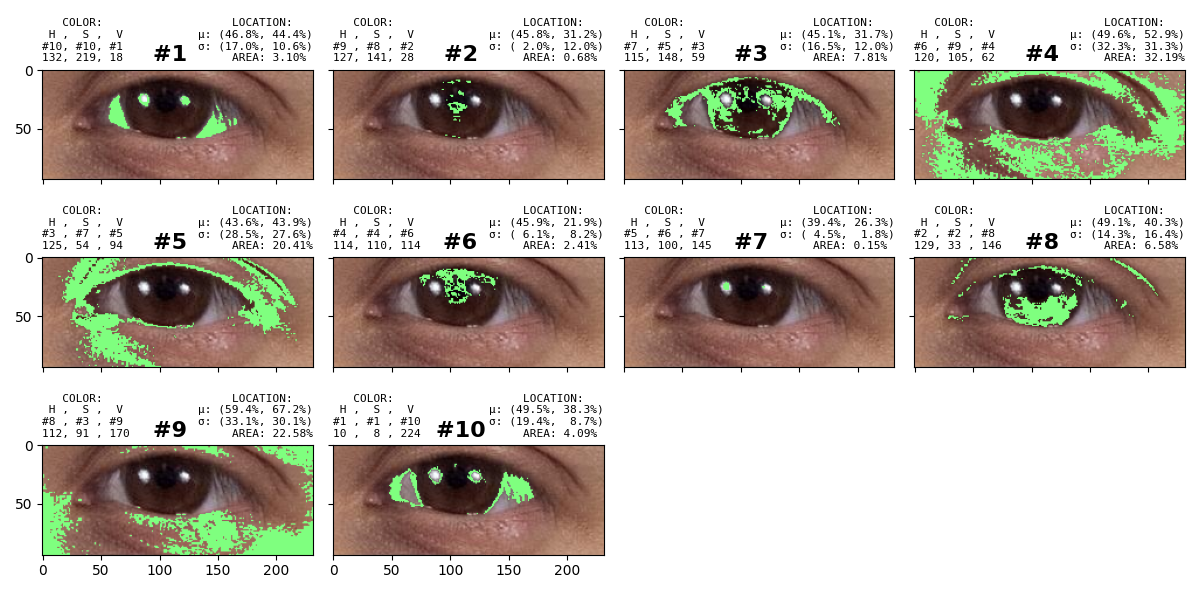 COLOR: LOCATION: COLOR: LOCATION: COLOR: LOCATION: COLOR: LOCATION:
H , S , V μ: (46.8%, 44.4%) H , S , V μ: (45.8%, 31.2%) H , S , V μ: (45.1%, 31.7%) H , S , V μ: (49.6%, 52.9%)
#10, #10, #1 #1 σ: (17.0%, 10.6%) #9 , #8 , #2 #2 σ: ( 2.0%, 12.0%) #7 , #5 , #3 #3 σ: (16.5%, 12.0%) #6 , #9 , #4 #4 σ: (32.3%, 31.3%)
132, 219, 18 AREA: 3.10% 127, 141, 28 AREA: 0.68% 115, 148, 59 AREA: 7.81% 120, 105, 62 AREA: 32.19%
0
50
COLOR: LOCATION: COLOR: LOCATION: COLOR: LOCATION: COLOR: LOCATION:
H , S , V μ: (43.6%, 43.9%) H , S , V μ: (45.9%, 21.9%) H , S , V μ: (39.4%, 26.3%) H , S , V μ: (49.1%, 40.3%)
#3 , #7 , #5 #5 σ: (28.5%, 27.6%) #4 , #4 , #6 #6 σ: ( 6.1%, 8.2%) #5 , #6 , #7 #7 σ: ( 4.5%, 1.8%) #2 , #2 , #8 #8 σ: (14.3%, 16.4%)
125, 54 , 94 AREA: 20.41% 114, 110, 114 AREA: 2.41% 113, 100, 145 AREA: 0.15% 129, 33 , 146 AREA: 6.58%
0
50
COLOR: LOCATION: COLOR: LOCATION:
H , S , V μ: (59.4%, 67.2%) H , S , V μ: (49.5%, 38.3%)
#8 , #3 , #9 #9 σ: (33.1%, 30.1%) #1 , #1 , #10 #10 σ: (19.4%, 8.7%)
112, 91 , 170 AREA: 22.58% 10 , 8 , 224 AREA: 4.09%
0
50
0 50 100 150 200 0 50 100 150 200